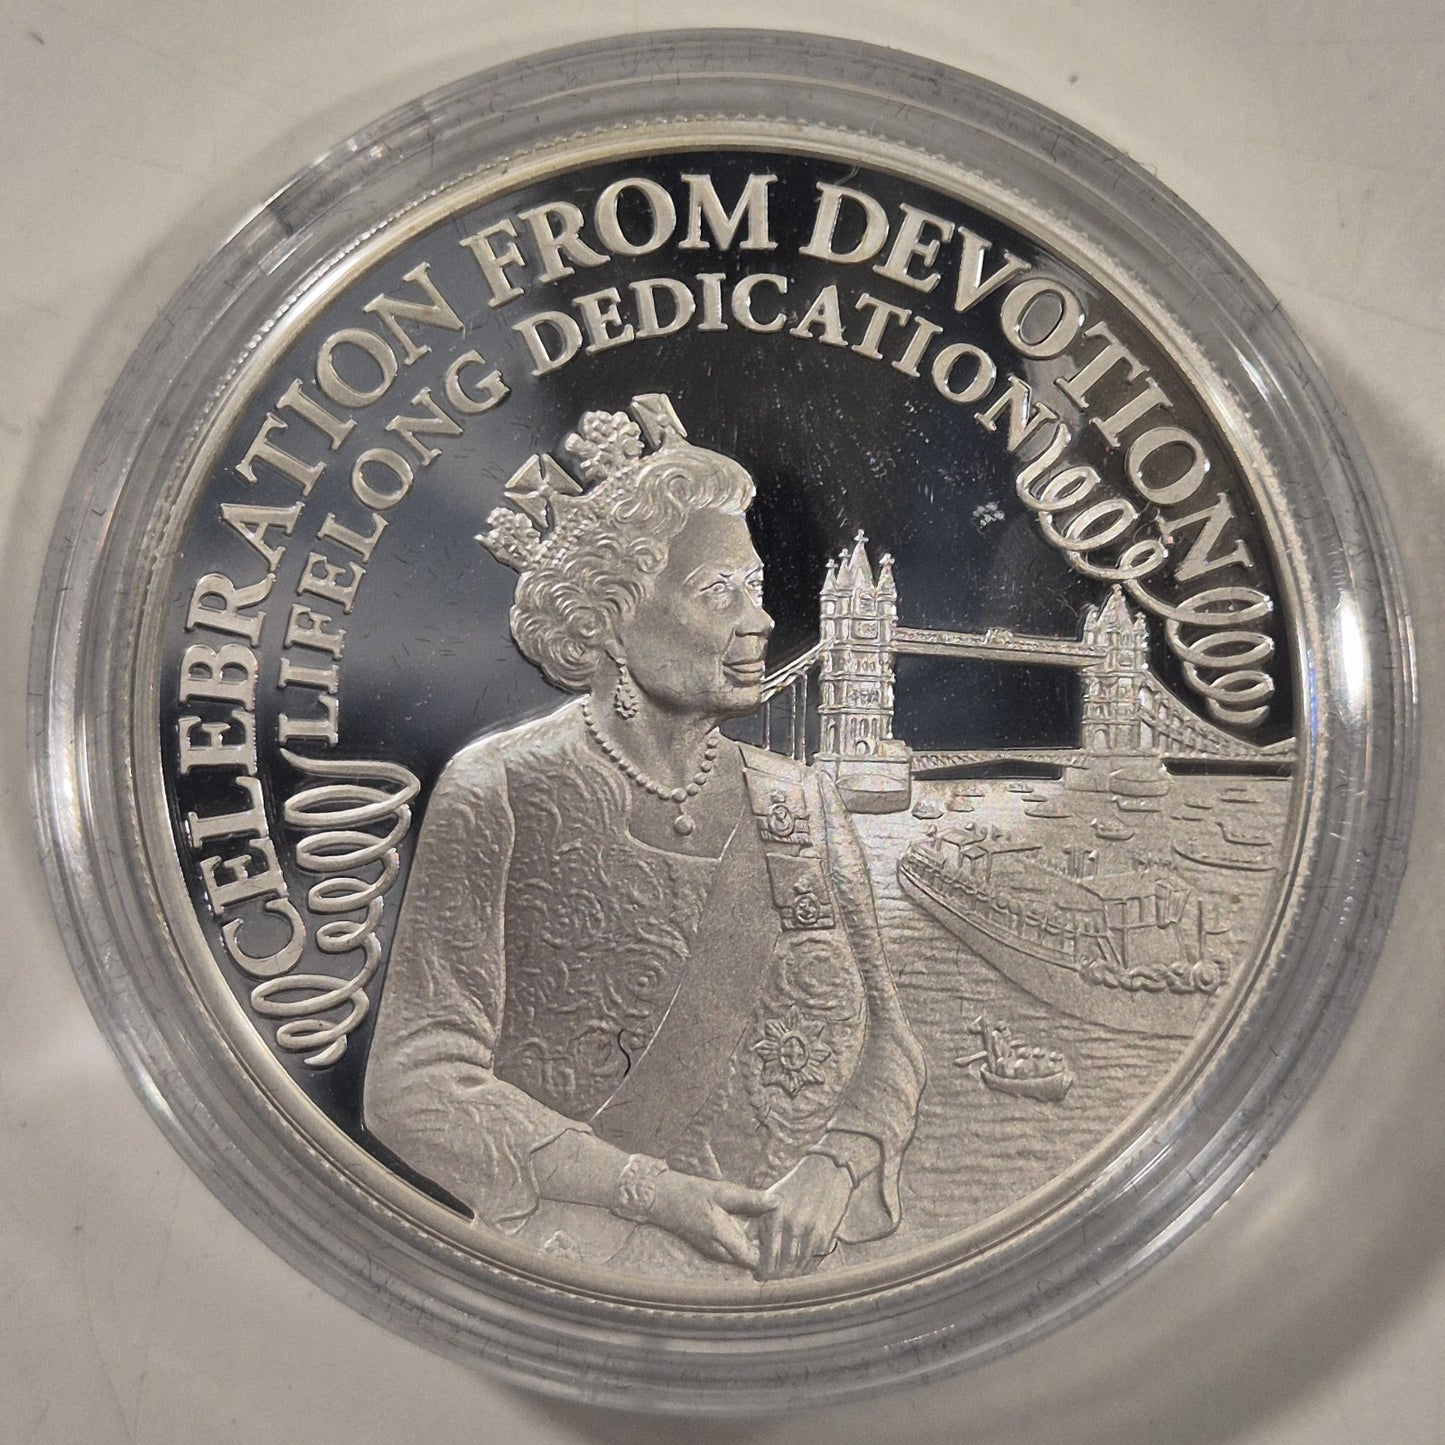 CELEBRATION FROM DEVOTION
LIFELONG DEDICATION